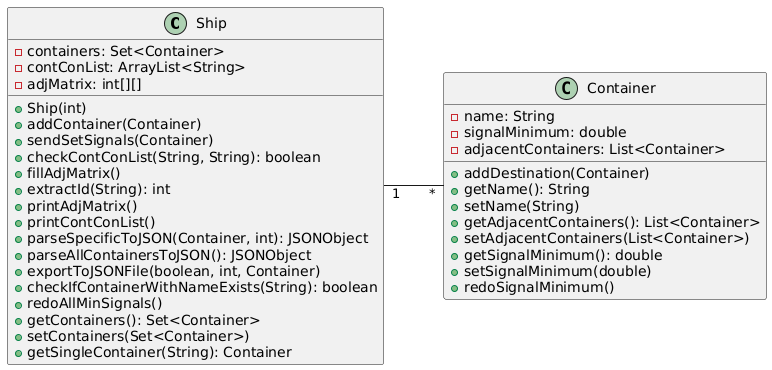 C Ship
containers: Set<Container>
contConList: ArrayList<String>
adjMatrix: int[][]
Ship(int)
addContainer(Container)
sendSetSignals(Container)
checkContConList(String, String): boolean
fillAdjMatrix()
extractId(String): int
printAdjMatrix()
printContConList()
parseSpecificToJSON(Container, int): JSONObject
parseAllContainersToJSON(): JSONObject
exportToJSONFile(boolean, int, Container)
checkIfContainerWithNameExists(String): boolean
redoAllMinSignals()
getContainers(): Set<Container>
setContainers(Set<Container>)
getSingleContainer(String): Container
1 *
C Container
name: String
signalMinimum: double
adjacentContainers: List<Container>
addDestination(Container)
getName(): String
setName(String)
getAdjacentContainers(): List<Container>
setAdjacentContainers(List<Container>)
getSignalMinimum(): double
setSignalMinimum(double)
redoSignalMinimum()